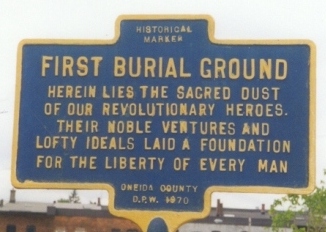 HISTORICAL
MARKER
FIRST BURIAL GROUND
HEREIN LIES THE SACRED DUST
OF OUR REVOLUTIONARY HEROES.
THEIR NOBLE VENTURES AND
LOFTY IDEALS LAID A FOUNDATION
FOR THE LIBERTY OF EVERY MAN
ONEIDA COUNTY
D.P.W. 1970